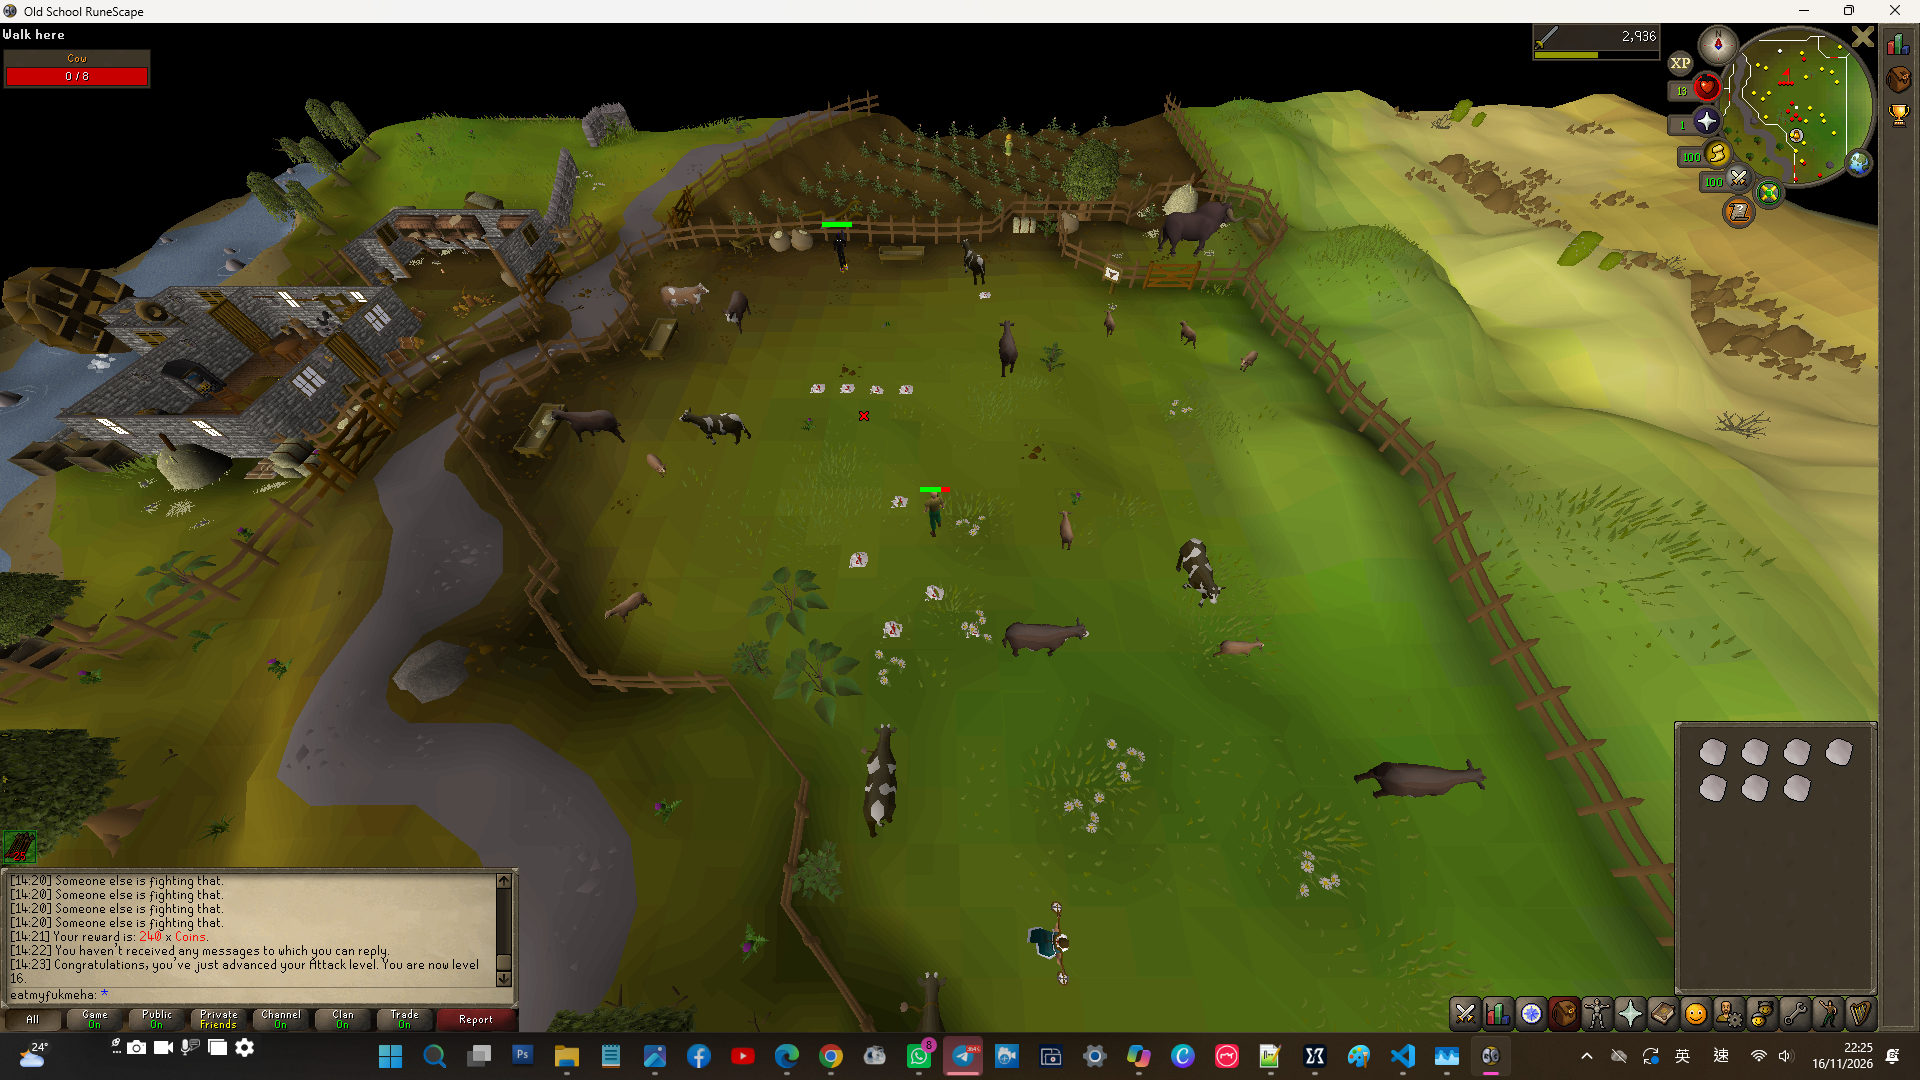 Old School RuneScape
Walk here
Cow
0 / 8
2,936
XP
13
1
100
100
N
[14:20] Someone else is fighting that.
[14:20] Someone else is fighting that.
[14:20] Someone else is fighting that.
[14:20] Someone else is fighting that.
[14:21] Your reward is: 240 x Coins.
[14:22] You haven't received any messages to which you can reply.
[14:23] Congratulations, you've just advanced your Attack level. You are now level
16.
eatmyfukmeha: *
All
Game
On
Public
On
Private
Friends
Channel
On
Clan
On
Trade
On
Report
24°
Ps
8
英
速
22:25
16/11/2026